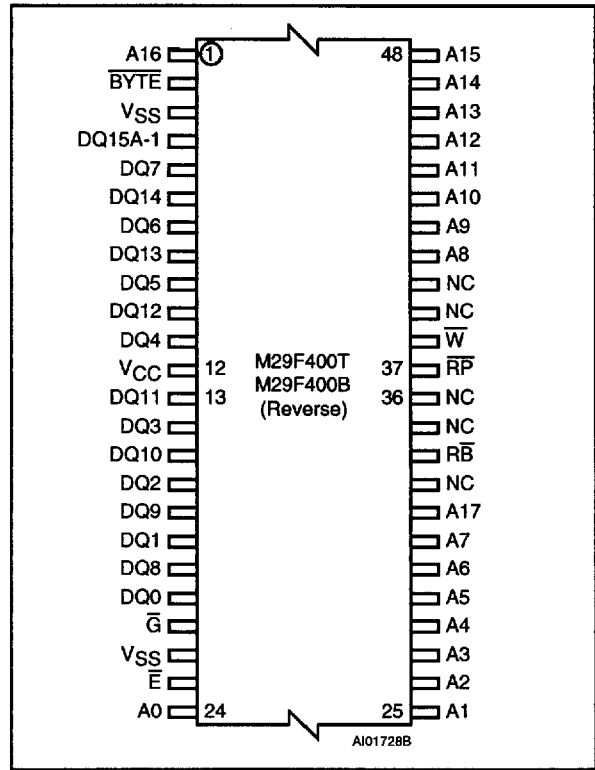 A16 1 48 A15
B̅Y̅T̅E̅ A14
VSS A13
DQ15A-1 A12
DQ7 A11
DQ14 A10
DQ6 A9
DQ13 A8
DQ5 NC
DQ12 NC
DQ4 W̅
VCC 12 M29F400T 37 R̅P̅
DQ11 13 M29F400B 36 NC
(Reverse)
DQ3 NC
DQ10 RB̅
DQ2 NC
DQ9 A17
DQ1 A7
DQ8 A6
DQ0 A5
G̅ A4
VSS A3
E̅ A2
A0 24 25 A1
AI01728B